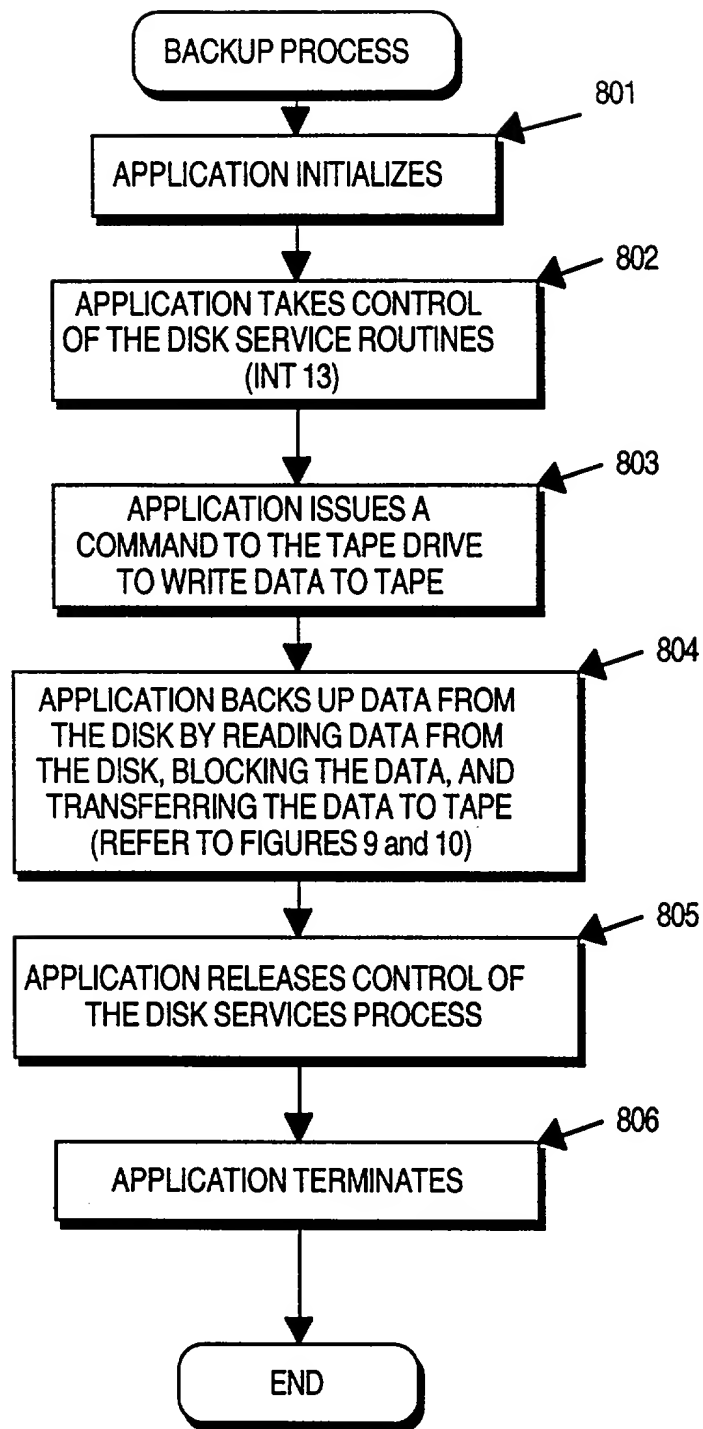 BACKUP PROCESS
801
APPLICATION INITIALIZES
802
APPLICATION TAKES CONTROL
OF THE DISK SERVICE ROUTINES
(INT 13)
803
APPLICATION ISSUES A
COMMAND TO THE TAPE DRIVE
TO WRITE DATA TO TAPE
804
APPLICATION BACKS UP DATA FROM
THE DISK BY READING DATA FROM
THE DISK, BLOCKING THE DATA, AND
TRANSFERRING THE DATA TO TAPE
(REFER TO FIGURES 9 and 10)
805
APPLICATION RELEASES CONTROL OF
THE DISK SERVICES PROCESS
806
APPLICATION TERMINATES
END